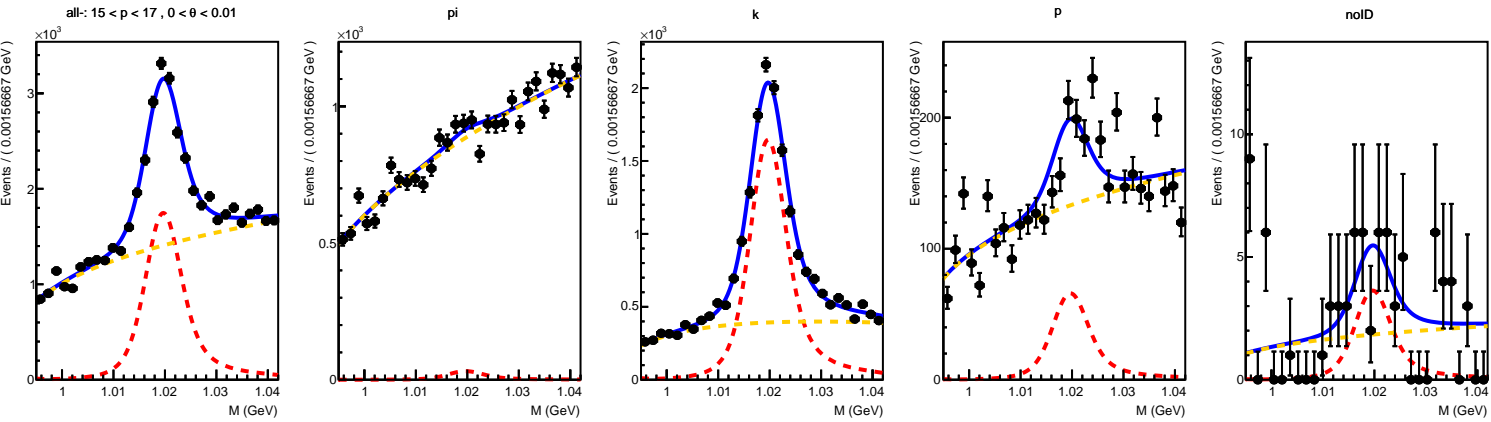 all-: 15 < p < 17 , 0 < θ < 0.01
×10³
Events / ( 0.00156667 GeV )
3
2
1
0
1 1.01 1.02 1.03 1.04
M (GeV)
pi
×10³
Events / ( 0.00156667 GeV )
1
0.5
0
1 1.01 1.02 1.03 1.04
M (GeV)
k
×10³
Events / ( 0.00156667 GeV )
2
1.5
1
0.5
0
1 1.01 1.02 1.03 1.04
M (GeV)
p
Events / ( 0.00156667 GeV )
200
100
0
1 1.01 1.02 1.03 1.04
M (GeV)
noID
Events / ( 0.00156667 GeV )
10
5
0
1 1.01 1.02 1.03 1.04
M (GeV)